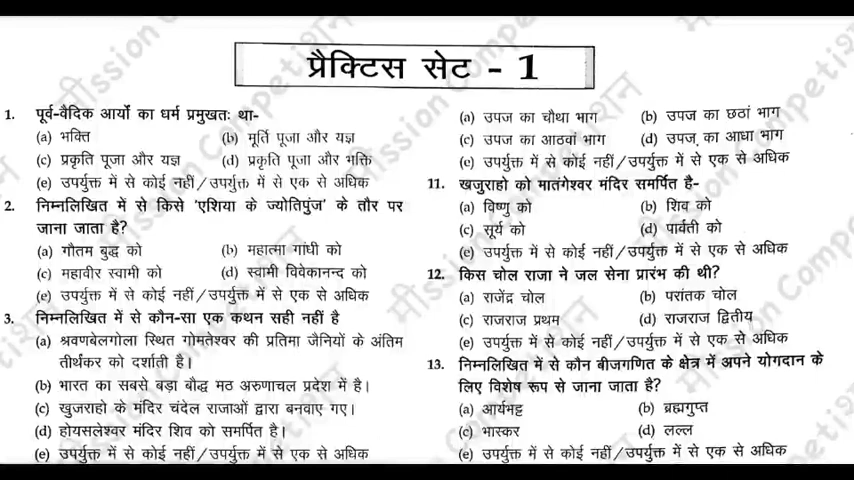 प्रैक्टिस सेट - 1
1. पूर्व-वैदिक आर्यों का धर्म प्रमुखतः था-
(a) भक्ति (b) मूर्ति पूजा और यज्ञ
(c) प्रकृति पूजा और यज्ञ (d) प्रकृति पूजा और भक्ति
(e) उपर्युक्त में से कोई नहीं/उपर्युक्त में से एक से अधिक
2. निम्नलिखित में से किसे 'एशिया के ज्योतिपुंज' के तौर पर
जाना जाता है?
(a) गौतम बुद्ध को (b) महात्मा गांधी को
(c) महावीर स्वामी को (d) स्वामी विवेकानन्द को
(e) उपर्युक्त में से कोई नहीं/उपर्युक्त में से एक से अधिक
3. निम्नलिखित में से कौन-सा एक कथन सही नहीं है
(a) श्रवणबेलगोला स्थित गोमतेश्वर की प्रतिमा जैनियों के अंतिम
तीर्थंकर को दर्शाती है।
(b) भारत का सबसे बड़ा बौद्ध मठ अरुणाचल प्रदेश में है।
(c) खुजराहो के मंदिर चंदेल राजाओं द्वारा बनवाए गए।
(d) होयसलेश्वर मंदिर शिव को समर्पित है।
(e) उपर्युक्त में से कोई नहीं/उपर्युक्त में से एक से अधिक
(a) उपज का चौथा भाग (b) उपज का छठां भाग
(c) उपज का आठवां भाग (d) उपज का आधा भाग
(e) उपर्युक्त में से कोई नहीं/उपर्युक्त में से एक से अधिक
11. खजुराहो को मातंगेश्वर मंदिर समर्पित है-
(a) विष्णु को (b) शिव को
(c) सूर्य को (d) पार्वती को
(e) उपर्युक्त में से कोई नहीं/उपर्युक्त में से एक से अधिक
12. किस चोल राजा ने जल सेना प्रारंभ की थी?
(a) राजेंद्र चोल (b) परांतक चोल
(c) राजराज प्रथम (d) राजराज द्वितीय
(e) उपर्युक्त में से कोई नहीं/उपर्युक्त में से एक से अधिक
13. निम्नलिखित में से कौन बीजगणित के क्षेत्र में अपने योगदान के
लिए विशेष रूप से जाना जाता है?
(a) आर्यभट्ट (b) ब्रह्मगुप्त
(c) भास्कर (d) लल्ल
(e) उपर्युक्त में से कोई नहीं/उपर्युक्त में से एक से अधिक